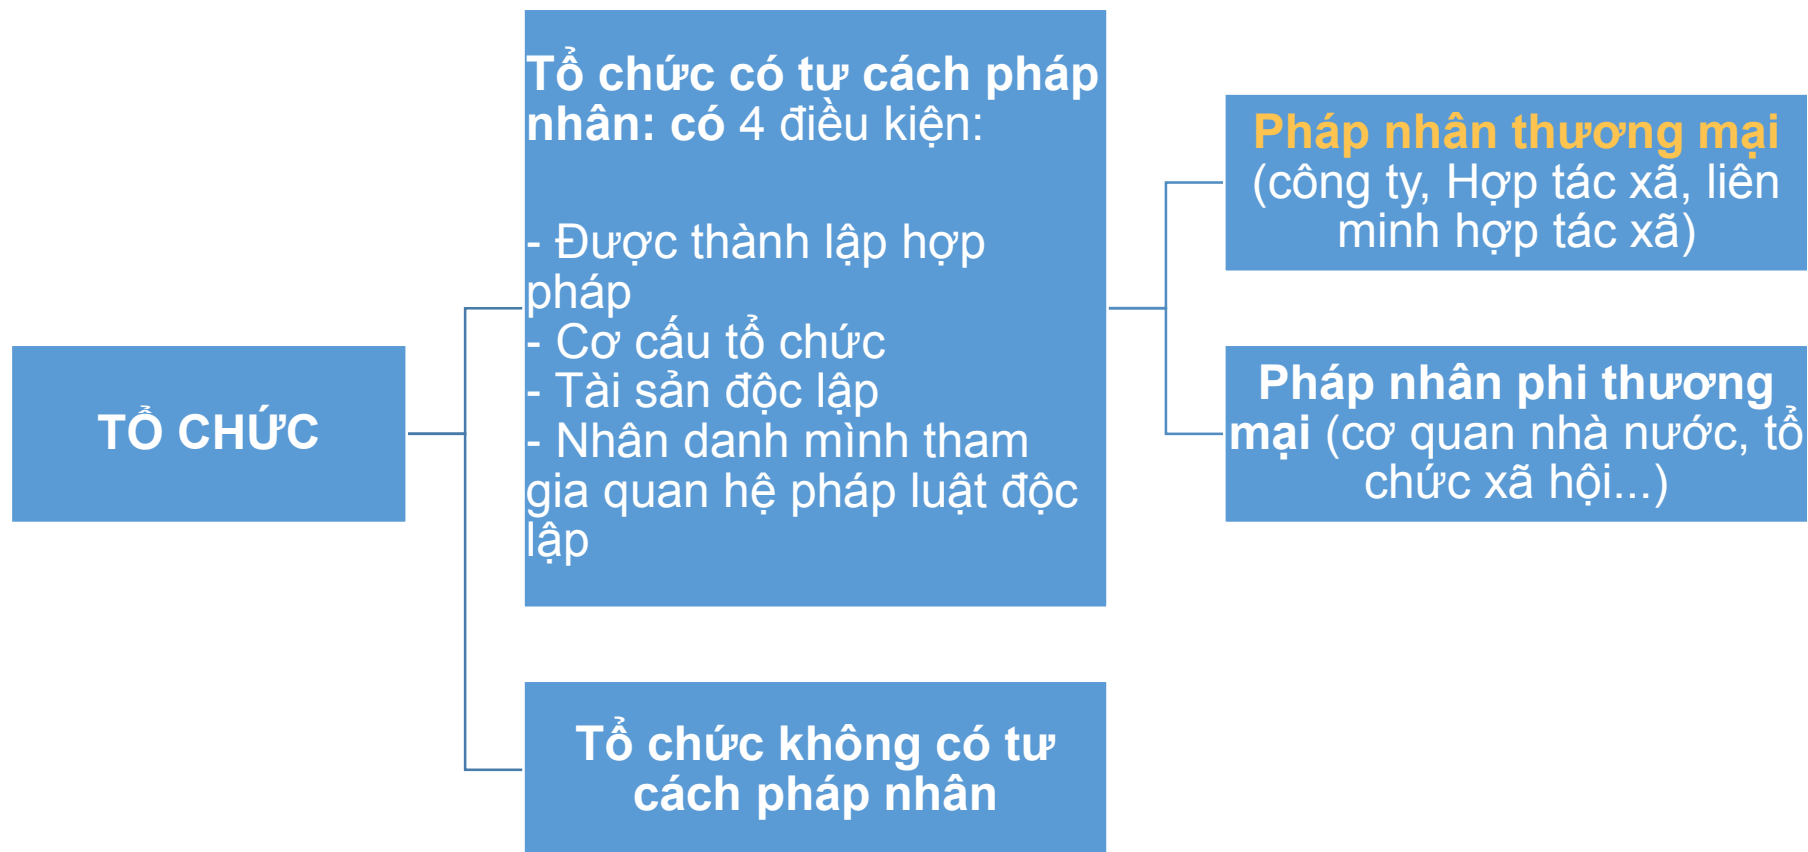 TỔ CHỨC
Tổ chức có tư cách pháp
nhân: có 4 điều kiện:
- Được thành lập hợp
pháp
- Cơ cấu tổ chức
- Tài sản độc lập
- Nhân danh mình tham
gia quan hệ pháp luật độc
lập
Tổ chức không có tư
cách pháp nhân
Pháp nhân thương mại
(công ty, Hợp tác xã, liên
minh hợp tác xã)
Pháp nhân phi thương
mại (cơ quan nhà nước, tổ
chức xã hội...)